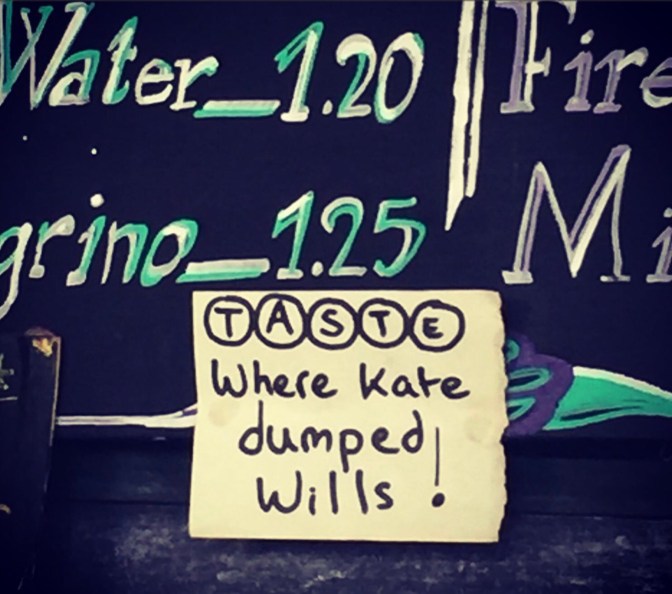 Water_1.20
grino_1.25
Fire
Mi
TASTE
Where Kate
dumped
Wills!